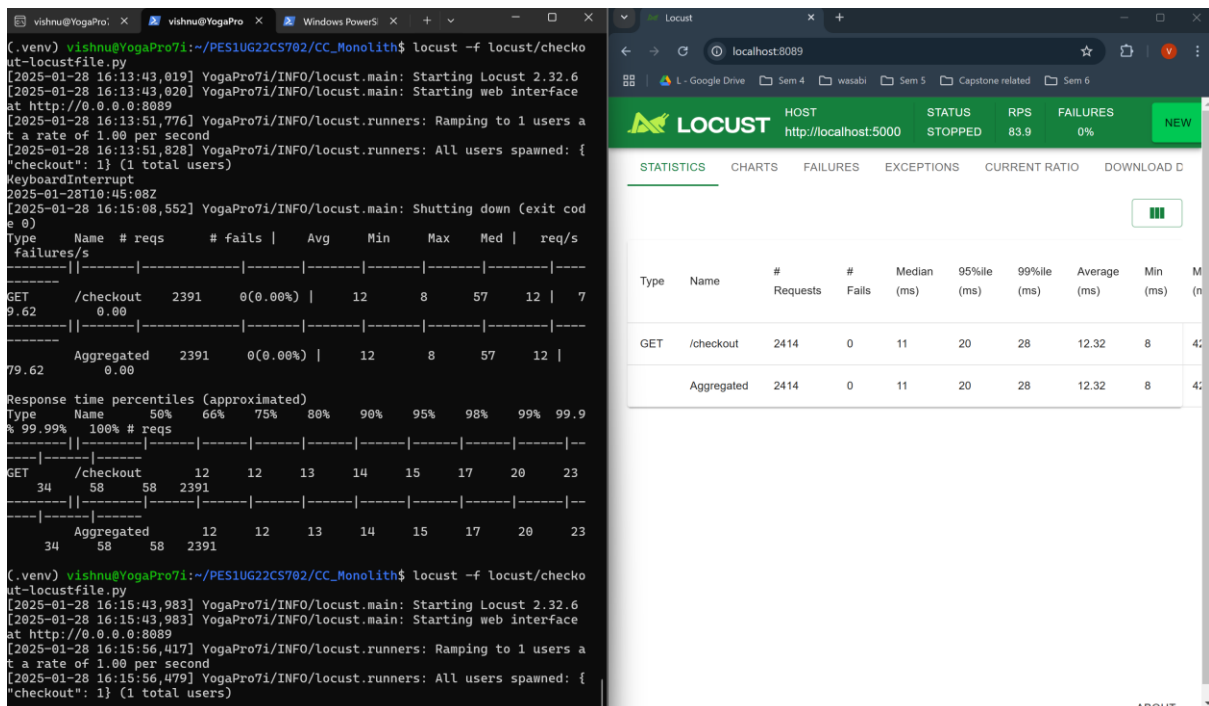 vishnu@YogaPro7
vishnu@YogaPro
Windows PowerS
(.venv) vishnu@YogaPro7i:~/PES1UG22CS702/CC_Monolith$ locust -f locust/checko
ut-locustfile.py
[2025-01-28 16:13:43,019] YogaPro7i/INFO/locust.main: Starting Locust 2.32.6
[2025-01-28 16:13:43,020] YogaPro7i/INFO/locust.main: Starting web interface
at http://0.0.0.0:8089
[2025-01-28 16:13:51,776] YogaPro7i/INFO/locust.runners: Ramping to 1 users a
t a rate of 1.00 per second
[2025-01-28 16:13:51,828] YogaPro7i/INFO/locust.runners: All users spawned: {
"checkout": 1} (1 total users)
KeyboardInterrupt
2025-01-28T10:45:08Z
[2025-01-28 16:15:08,552] YogaPro7i/INFO/locust.main: Shutting down (exit cod
e 0)
Type Name # reqs # fails | Avg Min Max Med | req/s
failures/s
--------||-------|-------------|-------|-------|-------|-------|--------|----
-------
GET /checkout 2391 0(0.00%) | 12 8 57 12 | 7
9.62 0.00
--------||-------|-------------|-------|-------|-------|-------|--------|----
-------
Aggregated 2391 0(0.00%) | 12 8 57 12 |
79.62 0.00
Response time percentiles (approximated)
Type Name 50% 66% 75% 80% 90% 95% 98% 99% 99.9
% 99.99% 100% # reqs
--------||--------|------|------|------|------|------|------|------|------|--
----|------|------
GET /checkout 12 12 13 14 15 17 20 23
34 58 58 2391
--------||--------|------|------|------|------|------|------|------|------|--
----|------|------
Aggregated 12 12 13 14 15 17 20 23
34 58 58 2391
(.venv) vishnu@YogaPro7i:~/PES1UG22CS702/CC_Monolith$ locust -f locust/checko
ut-locustfile.py
[2025-01-28 16:15:43,983] YogaPro7i/INFO/locust.main: Starting Locust 2.32.6
[2025-01-28 16:15:43,983] YogaPro7i/INFO/locust.main: Starting web interface
at http://0.0.0.0:8089
[2025-01-28 16:15:56,417] YogaPro7i/INFO/locust.runners: Ramping to 1 users a
t a rate of 1.00 per second
[2025-01-28 16:15:56,479] YogaPro7i/INFO/locust.runners: All users spawned: {
"checkout": 1} (1 total users)
Locust
localhost:8089
V
L - Google Drive Sem 4 wasabi Sem 5 Capstone related Sem 6
LOCUST
HOST STATUS RPS FAILURES
http://localhost:5000 STOPPED 83.9 0%
NEW
STATISTICS CHARTS FAILURES EXCEPTIONS CURRENT RATIO DOWNLOAD D
Type Name # Requests # Fails Median (ms) 95%ile (ms) 99%ile (ms) Average (ms) Min (ms)
GET /checkout 2414 0 11 20 28 12.32 8 42
Aggregated 2414 0 11 20 28 12.32 8 42